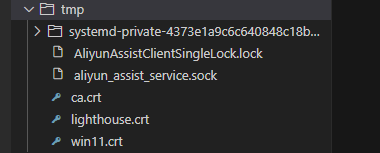 tmp
systemd-private-4373e1a9c6c640848c18b...
AliyunAssistClientSingleLock.lock
aliyun_assist_service.sock
ca.crt
lighthouse.crt
win11.crt